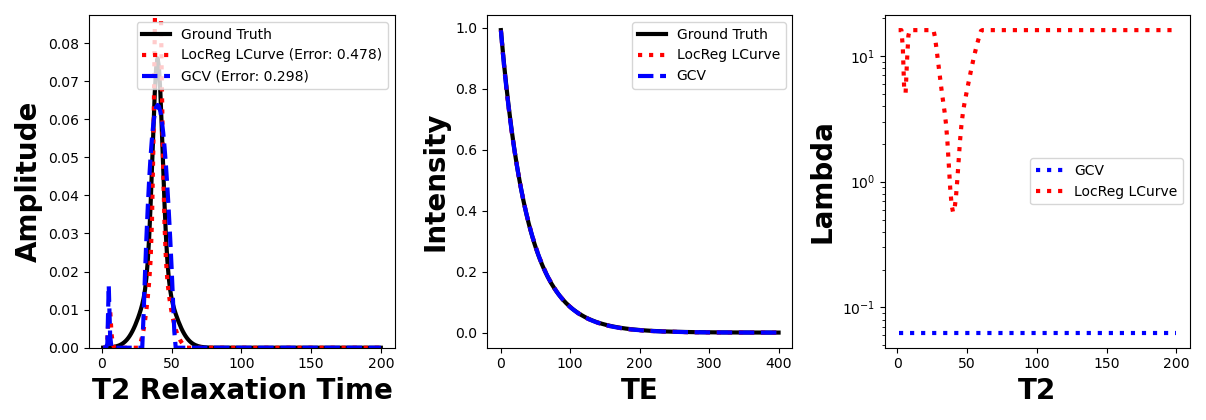 Amplitude
0.00
0.01
0.02
0.03
0.04
0.05
0.06
0.07
0.08
0 50 100 150 200
T2 Relaxation Time
Ground Truth
LocReg LCurve (Error: 0.478)
GCV (Error: 0.298)
Intensity
0.0
0.2
0.4
0.6
0.8
1.0
0 100 200 300 400
TE
Ground Truth
LocReg LCurve
GCV
Lambda
10⁻¹
10⁰
10¹
0 50 100 150 200
T2
GCV
LocReg LCurve